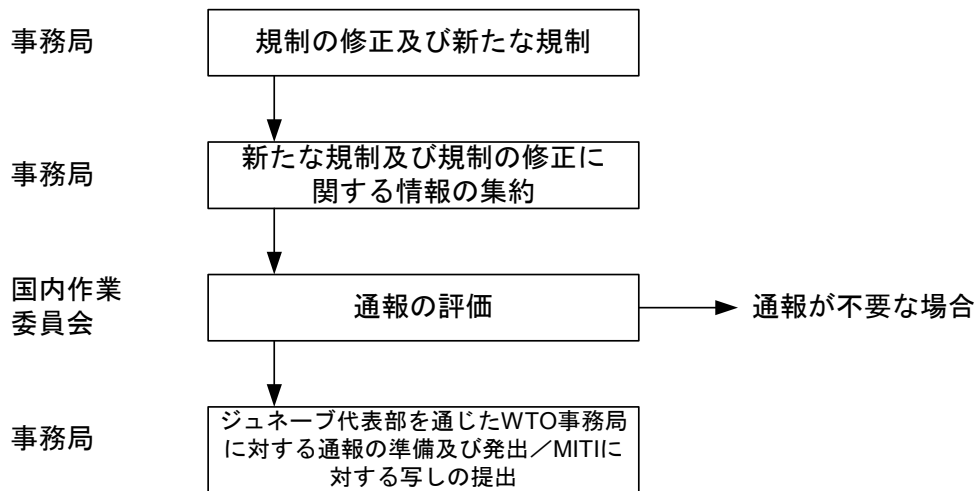 事務局
規制の修正及び新たな規制
事務局
新たな規制及び規制の修正に
関する情報の集約
国内作業
委員会
通報の評価
通報が不要な場合
事務局
ジュネーブ代表部を通じたWTO事務局
に対する通報の準備及び発出／MITIに
対する写しの提出